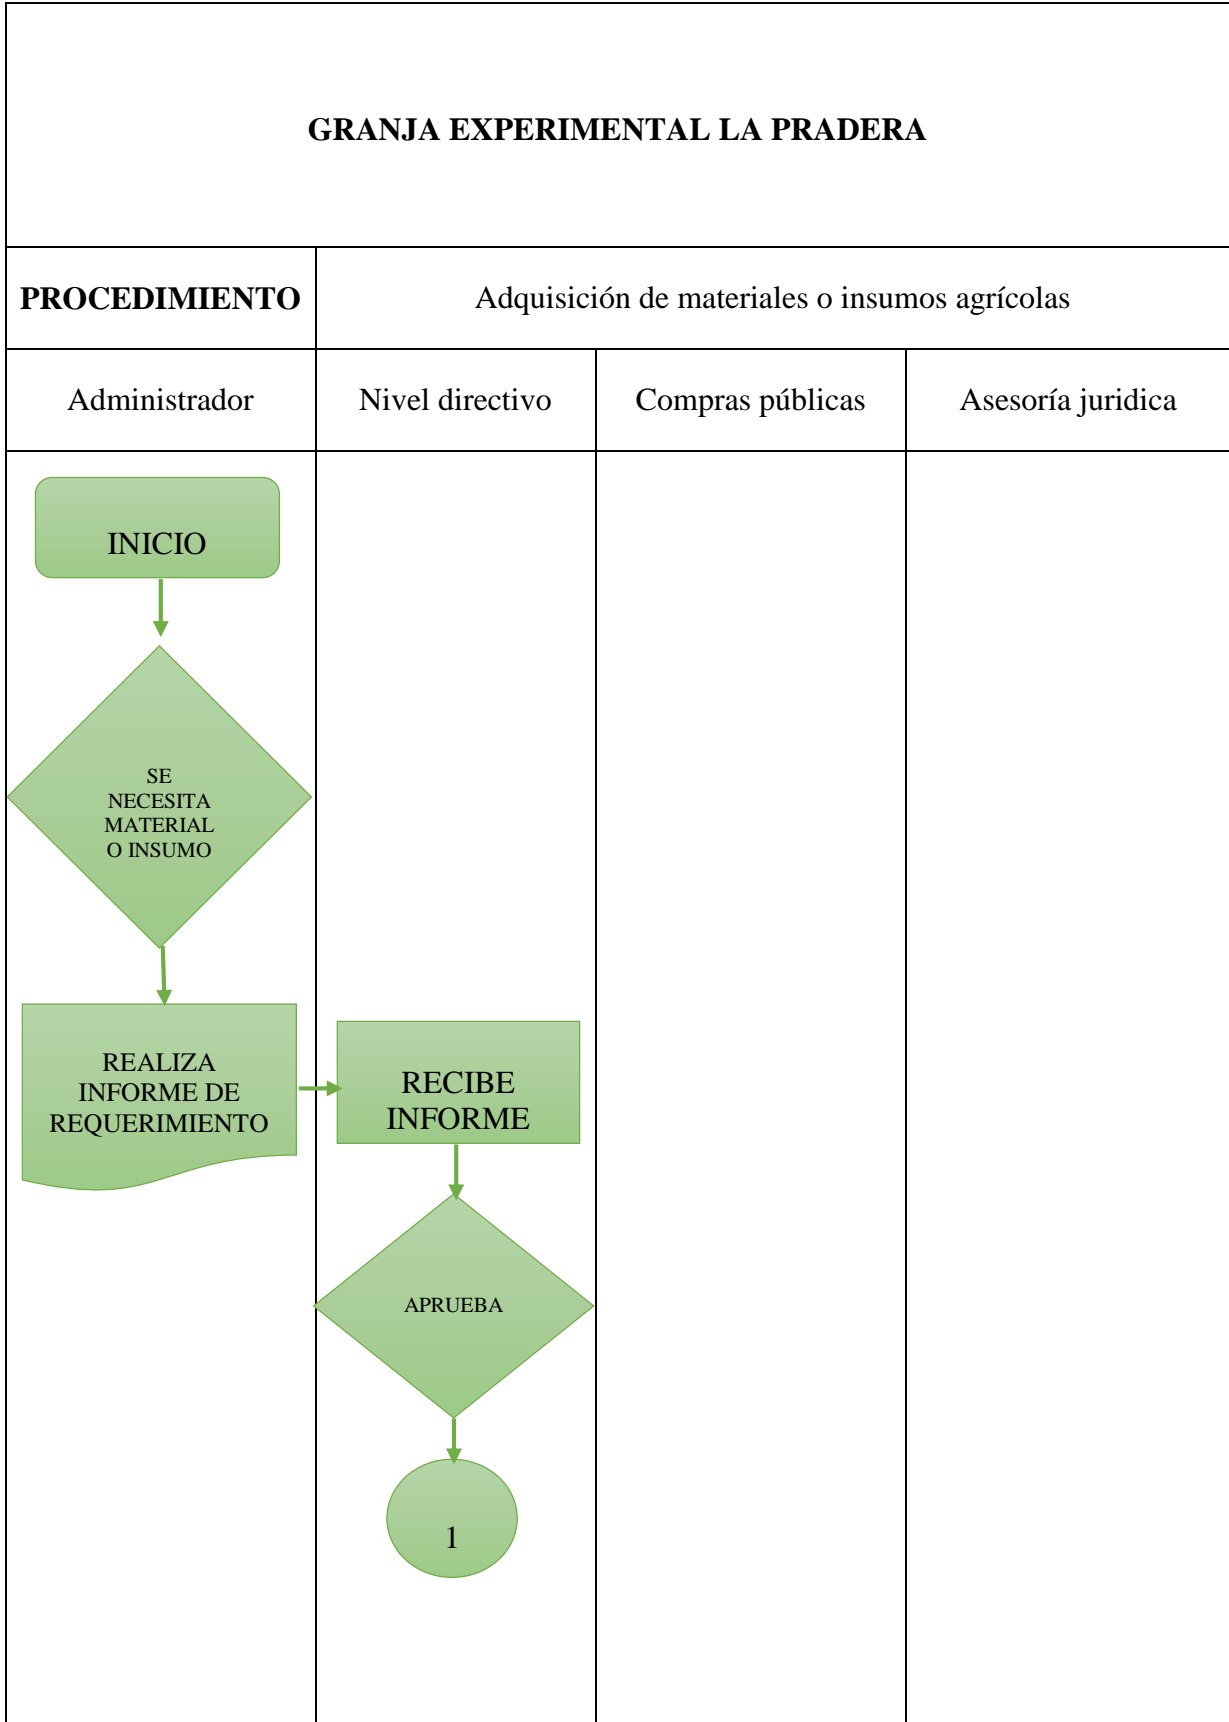 GRANJA EXPERIMENTAL LA PRADERA
PROCEDIMIENTO
Adquisición de materiales o insumos agrícolas
Administrador
Nivel directivo
Compras públicas
Asesoría juridica
INICIO
SE
NECESITA
MATERIAL
O INSUMO
REALIZA
INFORME DE
REQUERIMIENTO
RECIBE
INFORME
APRUEBA
1